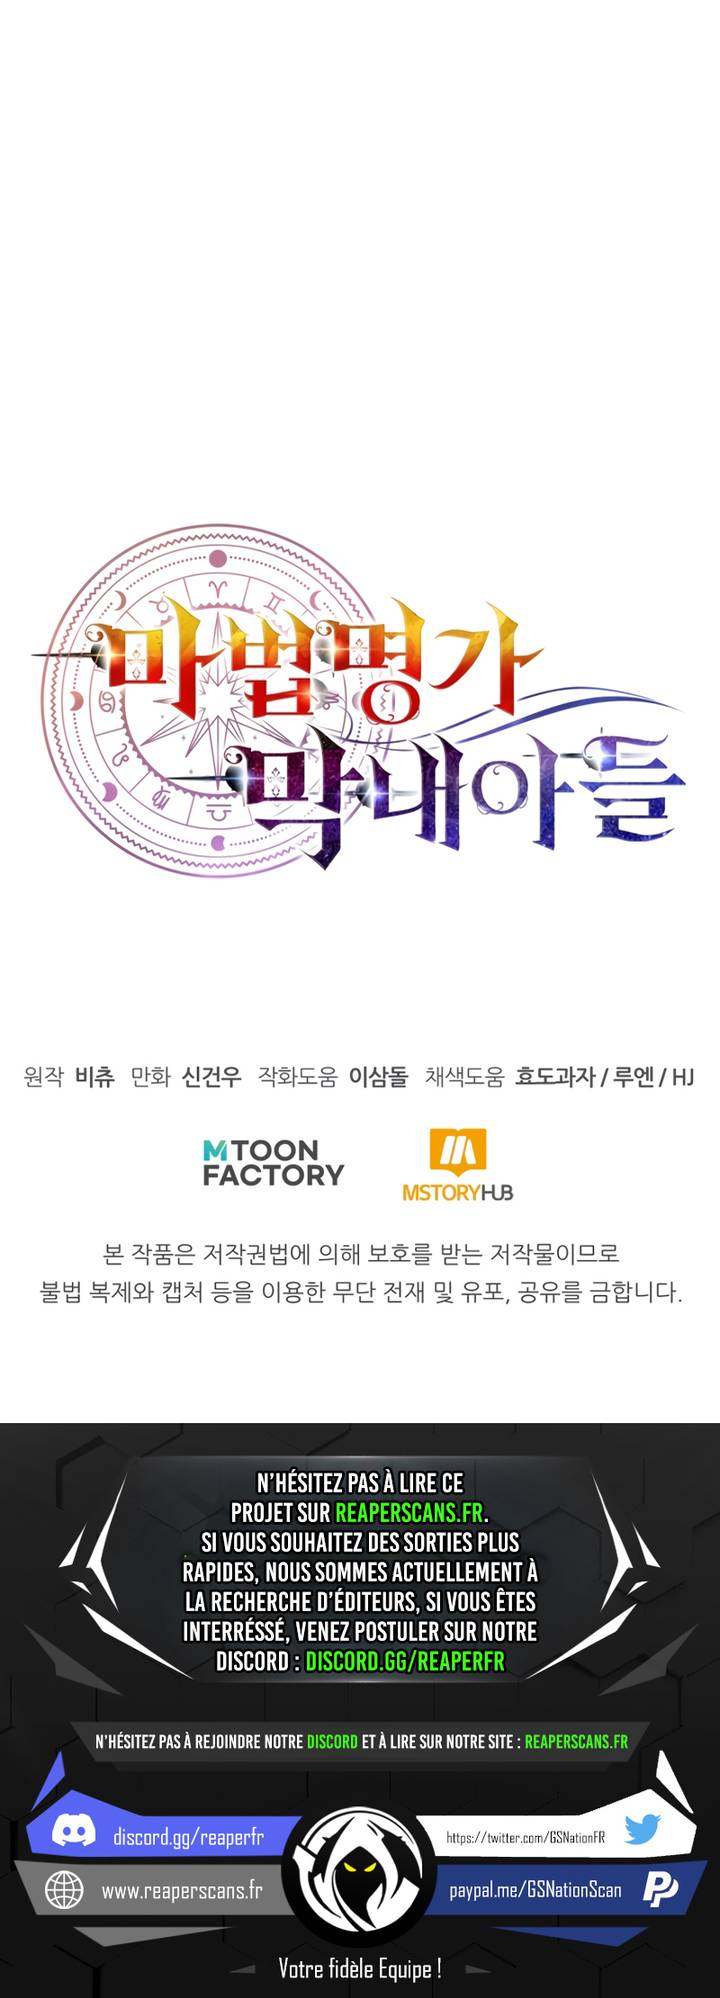 마법명가
막내아들
원작 비츄 만화 신건우 작화도움 이삼돌 채색도움 효도과자 / 루엔 / HJ
MTOON
FACTORY
MSTORYHUB
본 작품은 저작권법에 의해 보호를 받는 저작물이므로
불법 복제와 캡처 등을 이용한 무단 전재 및 유포, 공유를 금합니다.
N'HÉSITEZ PAS À LIRE CE
PROJET SUR REAPERSCANS.FR.
SI VOUS SOUHAITEZ DES SORTIES PLUS
RAPIDES, NOUS SOMMES ACTUELLEMENT À
LA RECHERCHE D'ÉDITEURS, SI VOUS ÊTES
INTERRÉSSÉ, VENEZ POSTULER SUR NOTRE
DISCORD : DISCORD.GG/REAPERFR
N'HÉSITEZ PAS À REJOINDRE NOTRE DISCORD ET À LIRE SUR NOTRE SITE : REAPERSCANS.FR
discord.gg/reaperfr
https://twitter.com/GSNationFR
www.reaperscans.fr
paypal.me/GSNationScan
Votre fidèle Equipe !